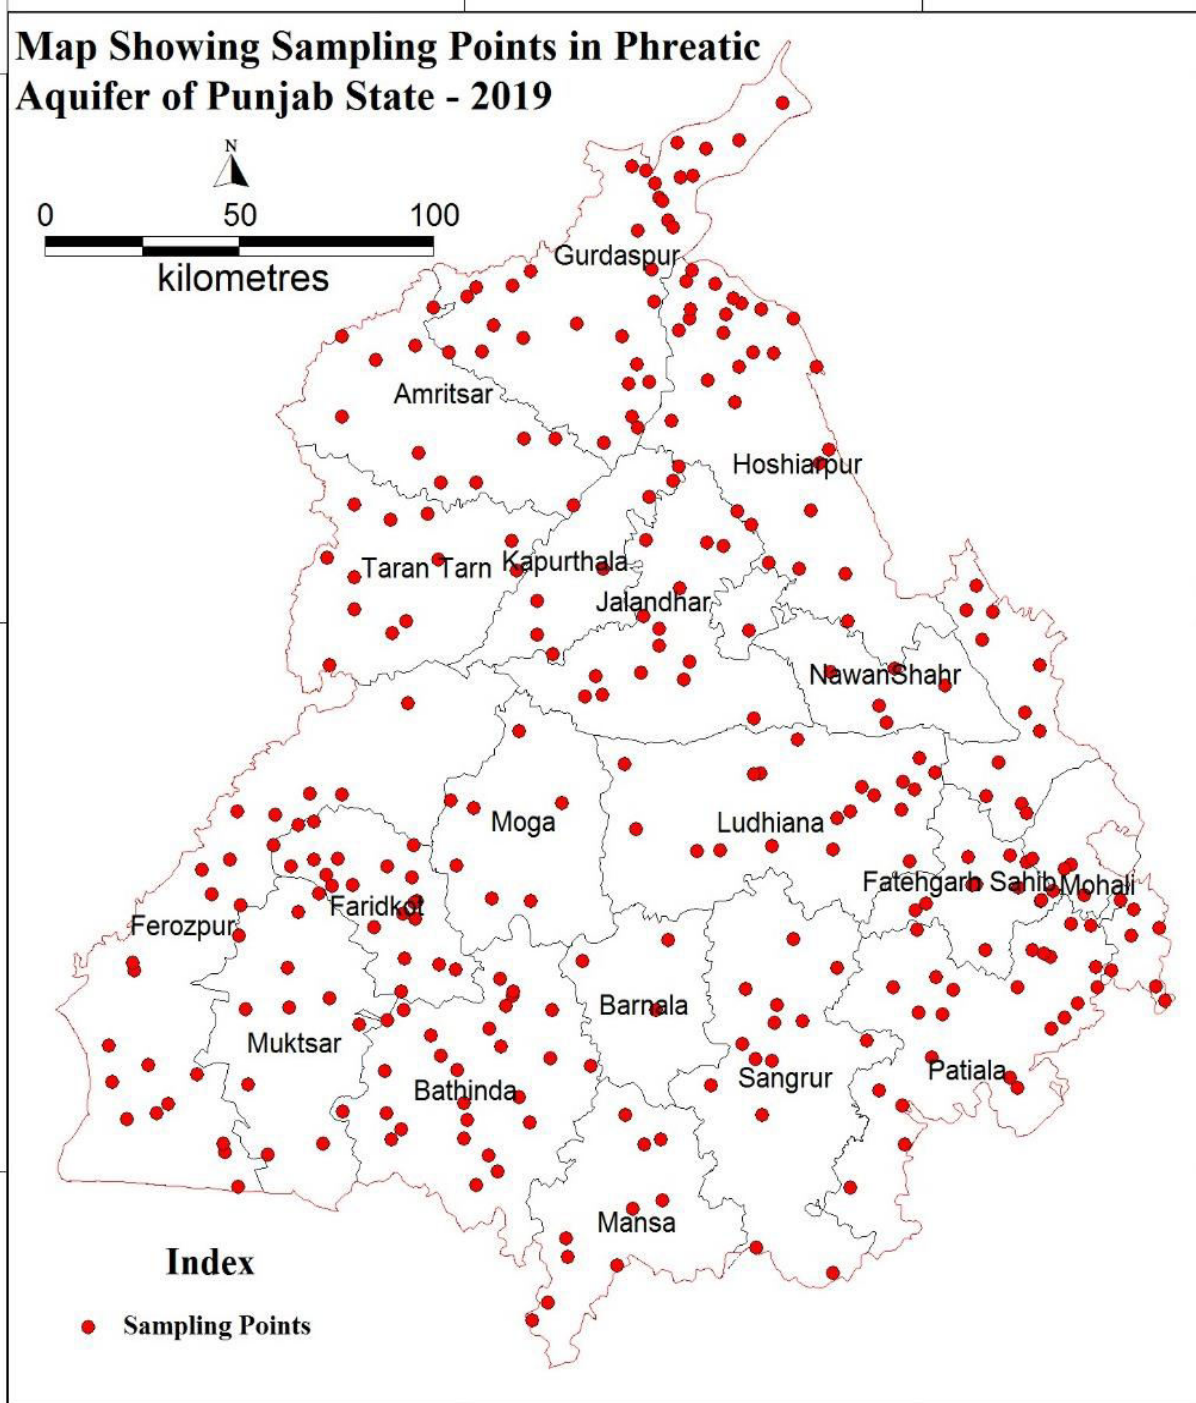 Map Showing Sampling Points in Phreatic
Aquifer of Punjab State - 2019
N
0 50 100
kilometres
Gurdaspur
Amritsar
Hoshiarpur
Taran Tarn
Kapurthala
Jalandhar
NawanShahr
Moga
Ludhiana
Fatehgarh Sahib
Mohali
Faridkot
Ferozpur
Barnala
Muktsar
Patiala
Sangrur
Bathinda
Mansa
Index
Sampling Points